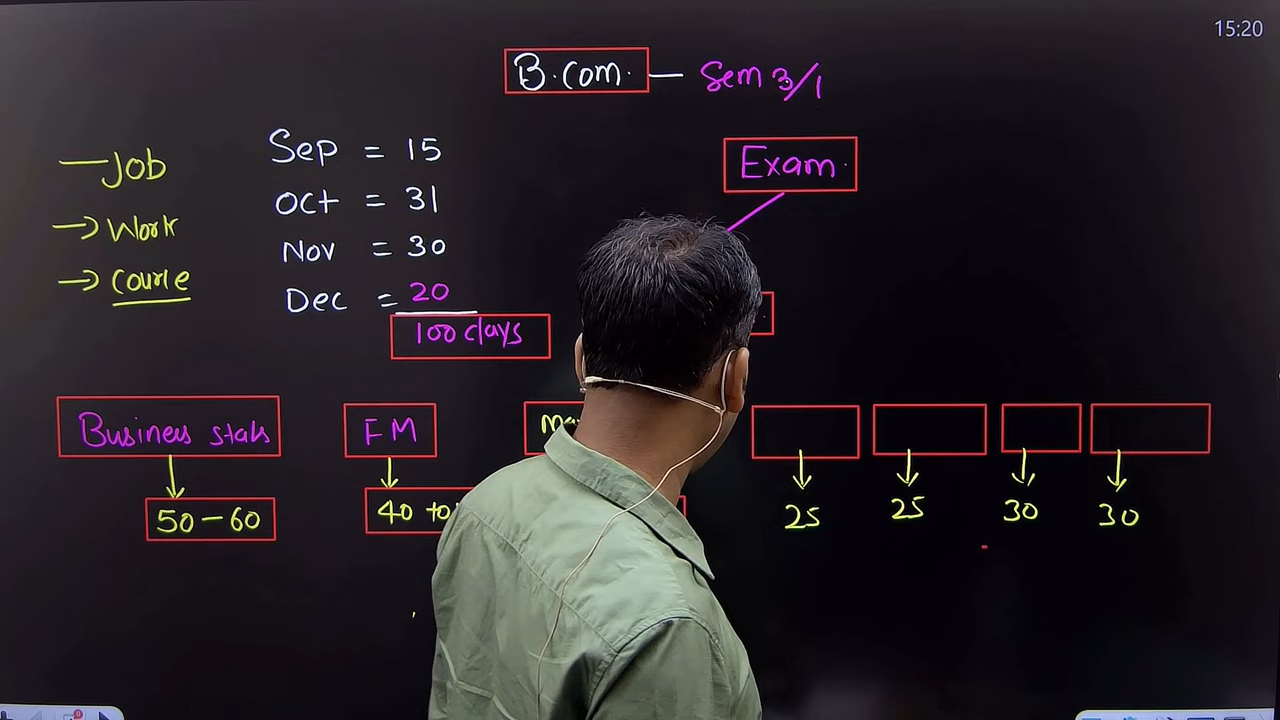 15:20
B.com. — Sem 3/1
Exam.
Job
Work
Course
Sep = 15
Oct = 31
Nov = 30
Dec = 20
100 days
Business stats
FM
50 - 60
40 to
25
25
30
30